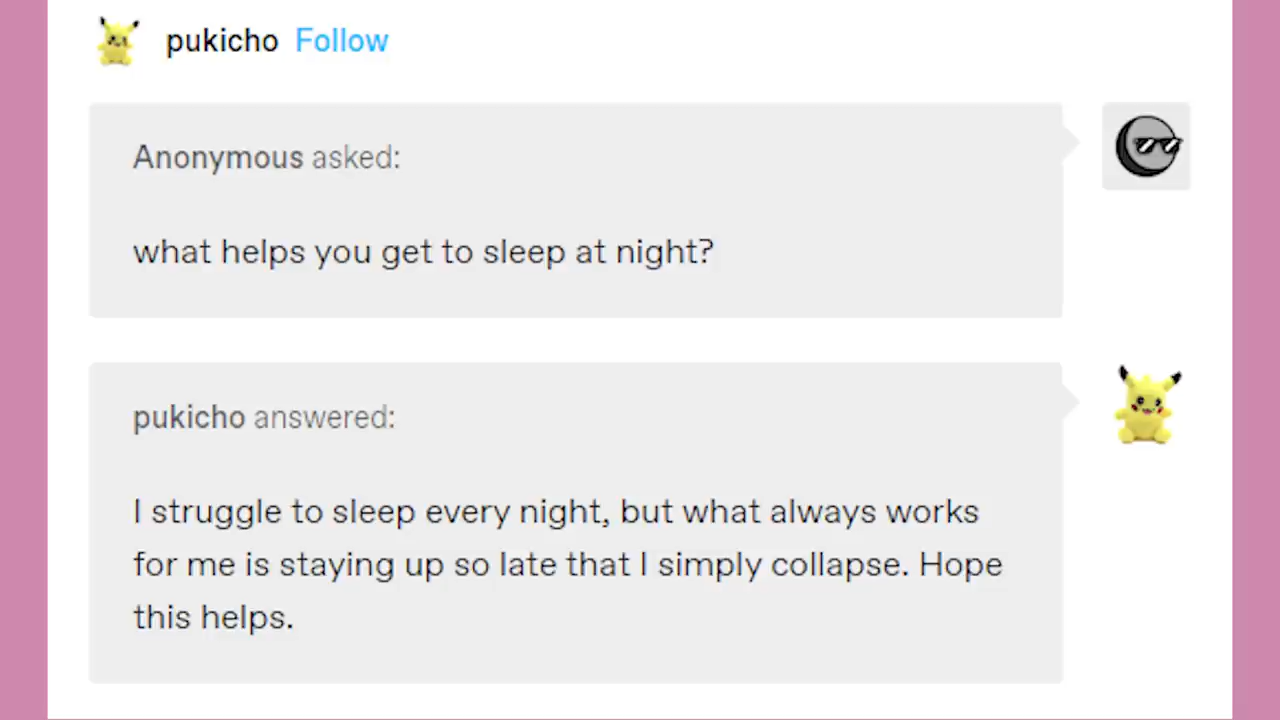 pukicho Follow
Anonymous asked:
what helps you get to sleep at night?
pukicho answered:
I struggle to sleep every night, but what always works
for me is staying up so late that I simply collapse. Hope
this helps.